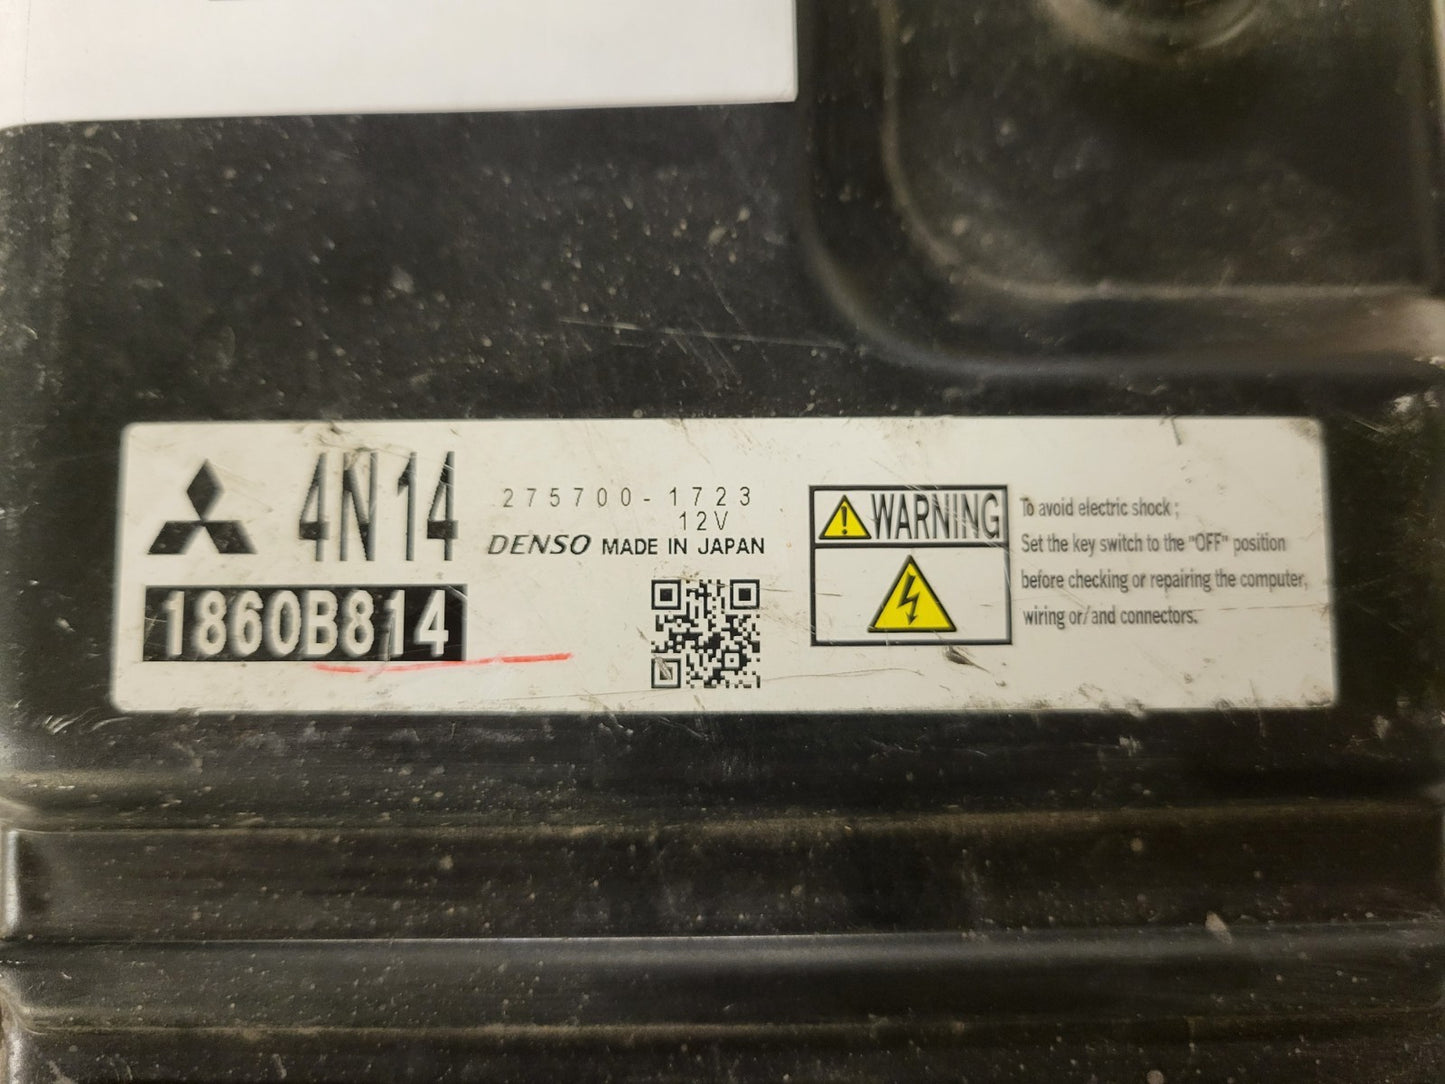 4N14
1860B814
275700-1723
12V
DENSO MADE IN JAPAN
WARNING
To avoid electric shock ;
Set the key switch to the "OFF" position
before checking or repairing the computer,
wiring or/and connectors.